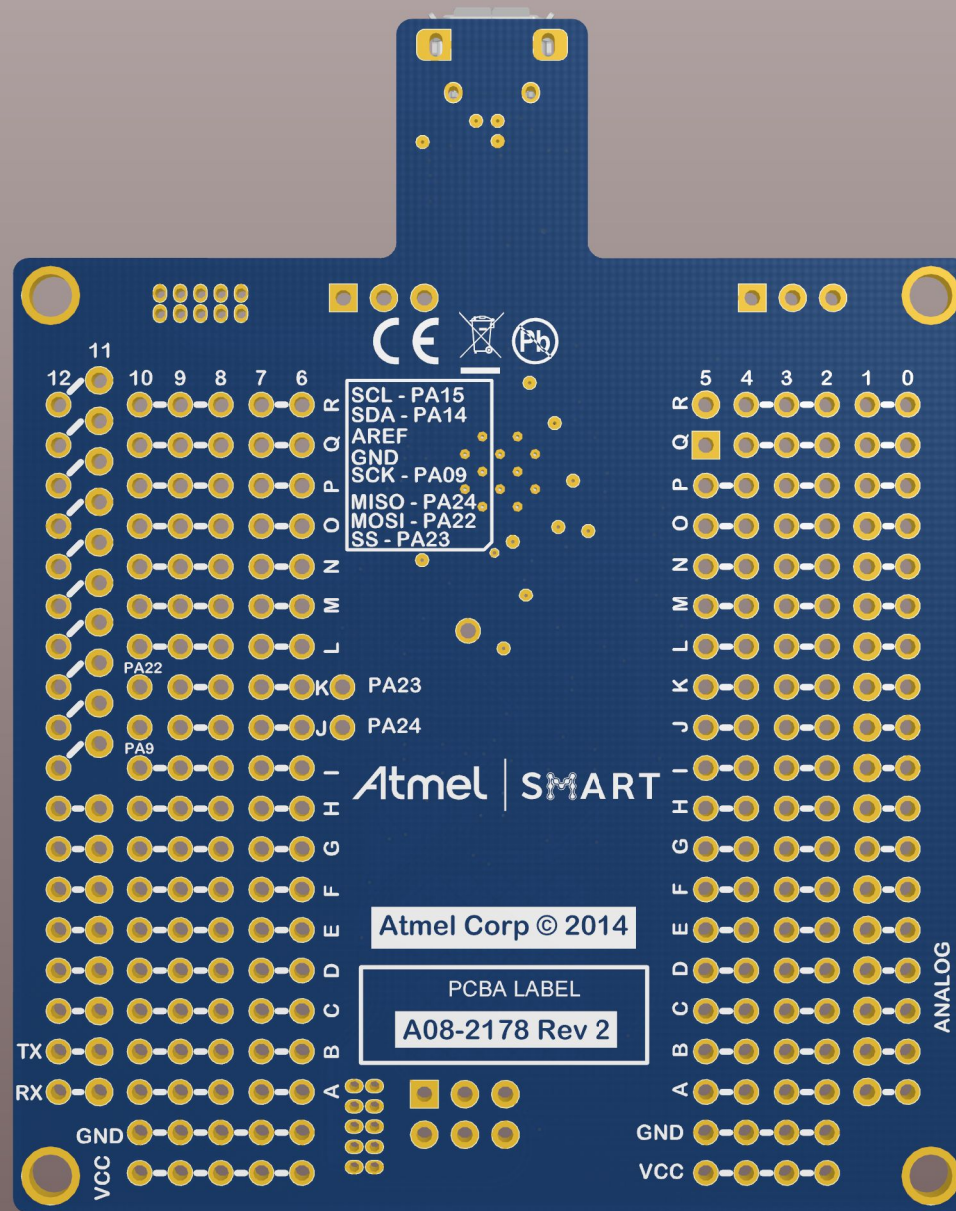 11
12 10 9 8 7 6
5 4 3 2 1 0
R
Q
P
O
N
M
L
K
J
I
H
G
F
E
D
C
B
A
SCL - PA15
SDA - PA14
AREF
GND
SCK - PA09
MISO - PA24
MOSI - PA22
SS - PA23
R
Q
P
O
N
M
L
K
J
I
H
G
F
E
D
C
B
A
PA22
PA23
PA24
PA9
Atmel | SMART
Atmel Corp © 2014
PCBA LABEL
A08-2178 Rev 2
ANALOG
TX
RX
GND
VCC
GND
VCC
CE
Pb